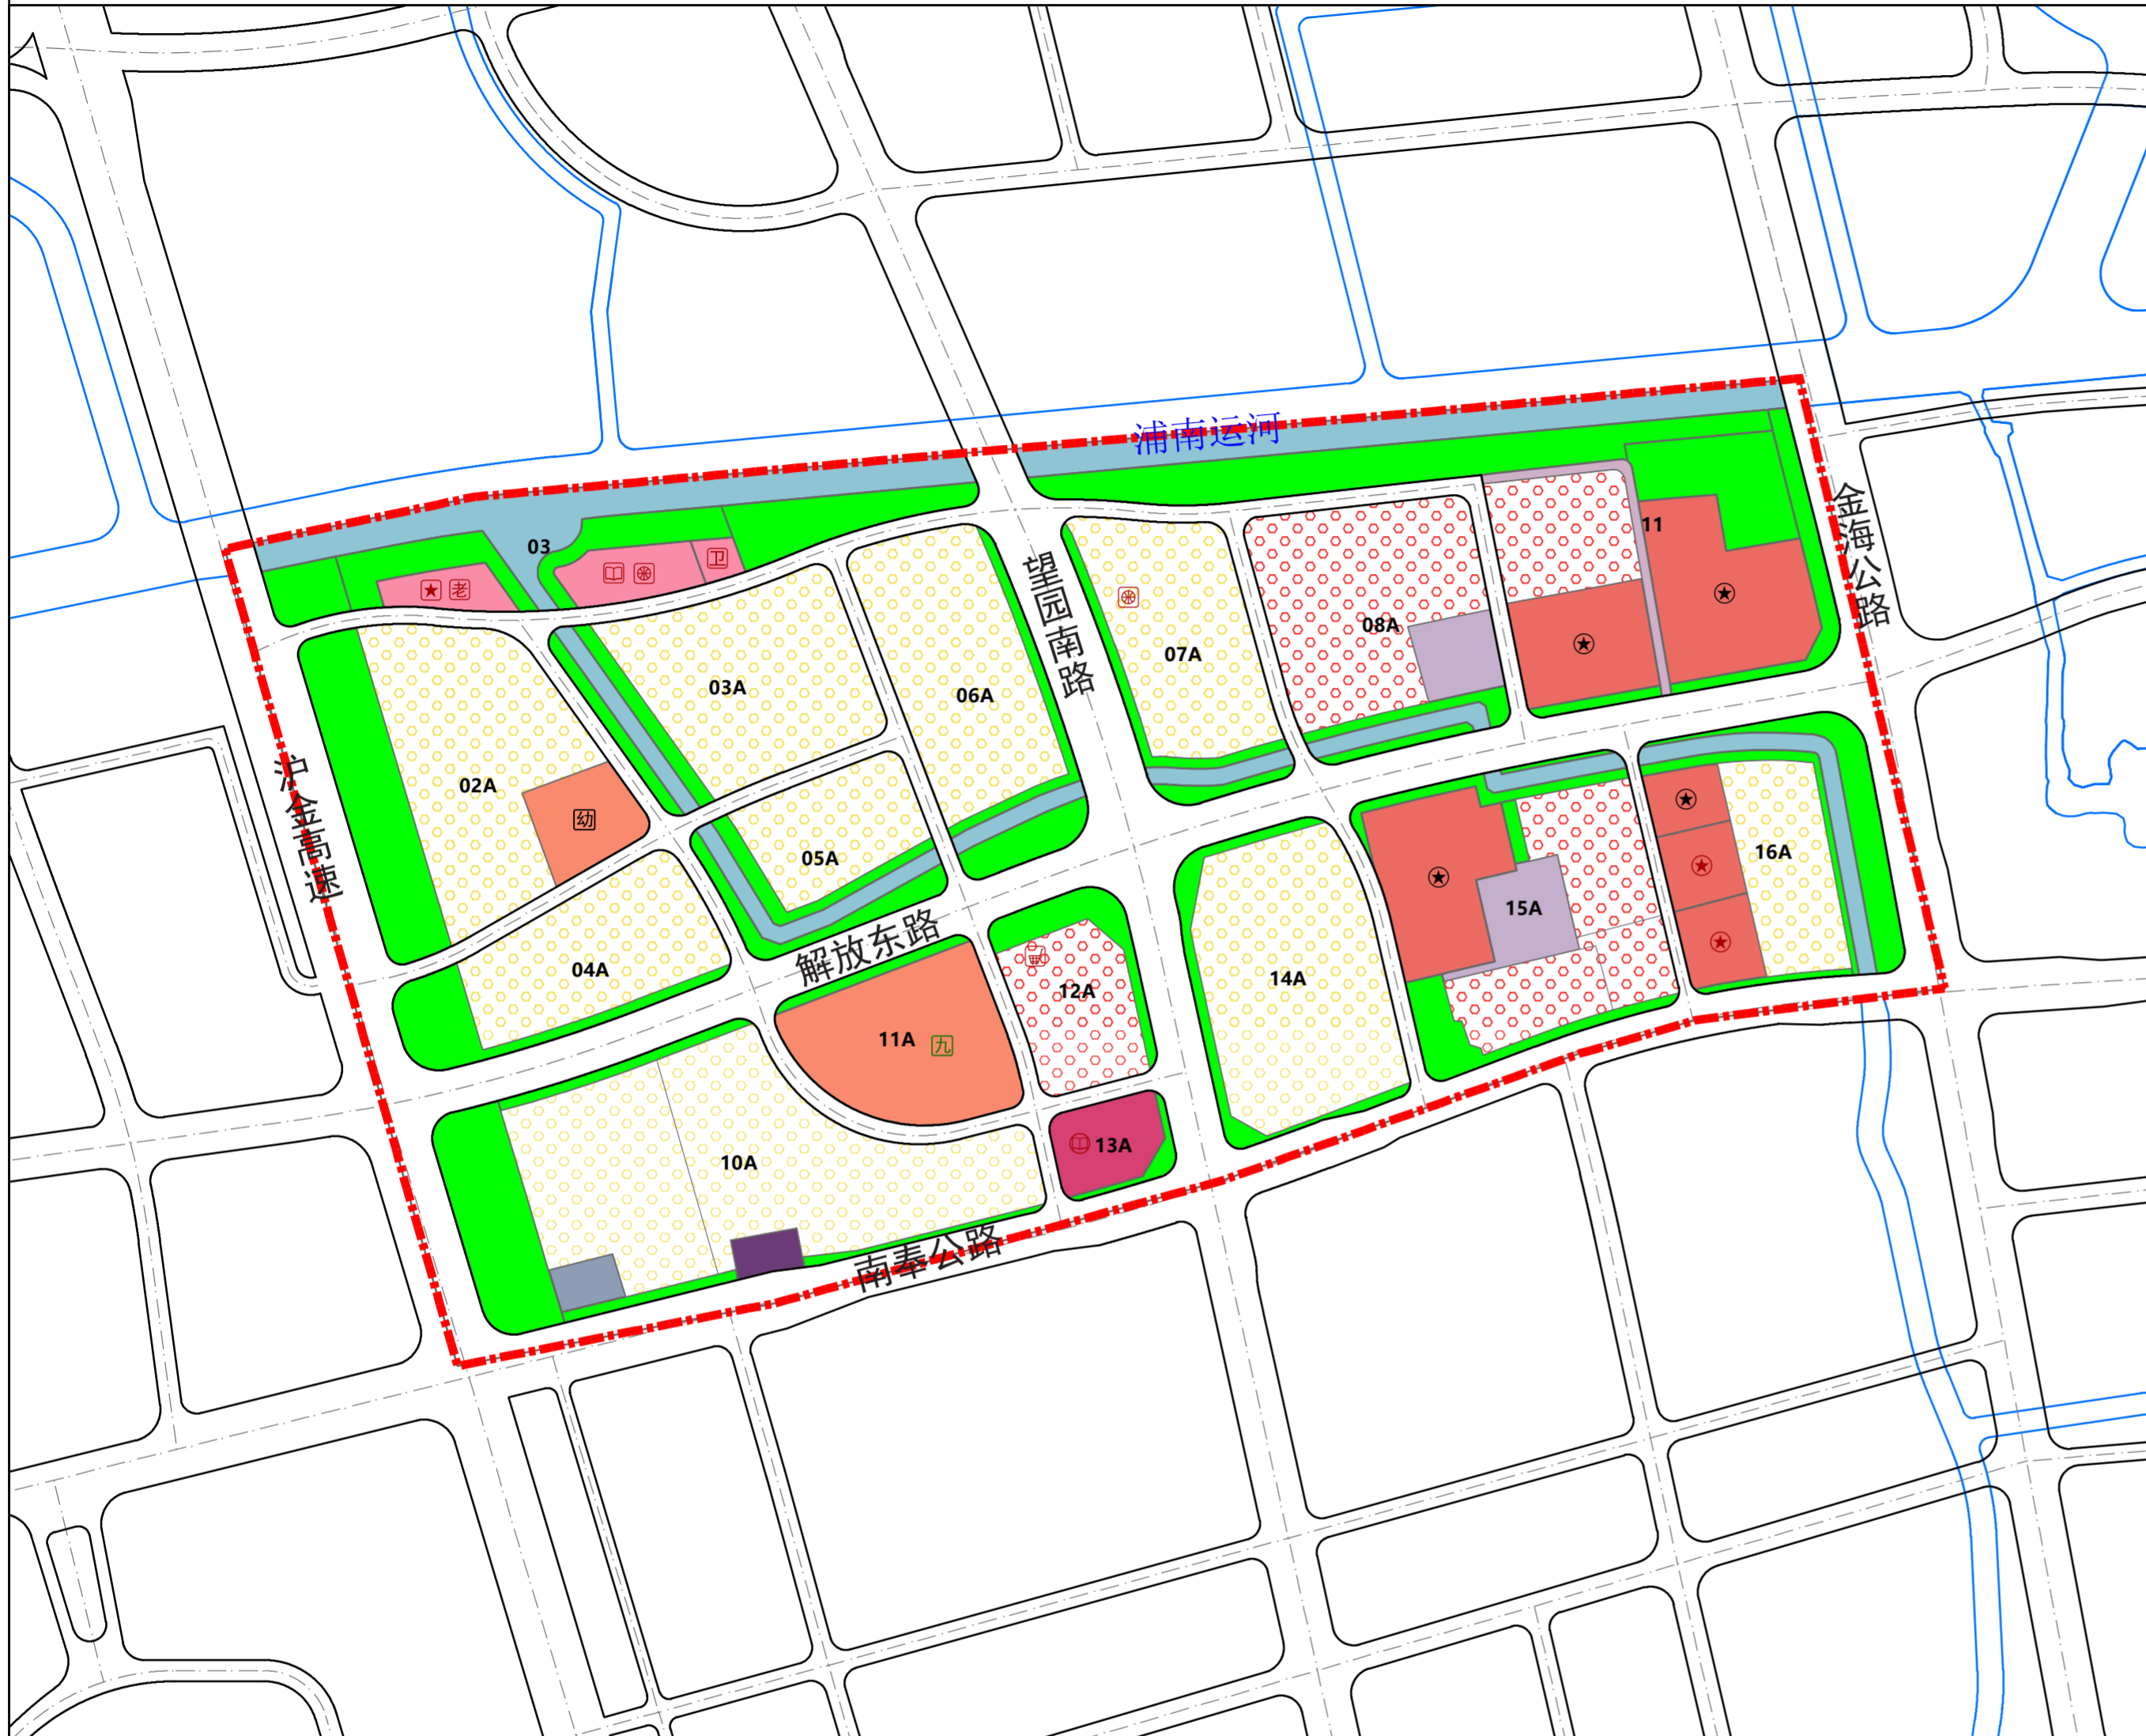 浦南运河
03
卫
老
11
金海公路
望园南路
08A
07A
03A
06A
02A
幼
沪金高速
05A
16A
15A
解放东路
04A
14A
12A
11A 九
13A
10A
南奉公路